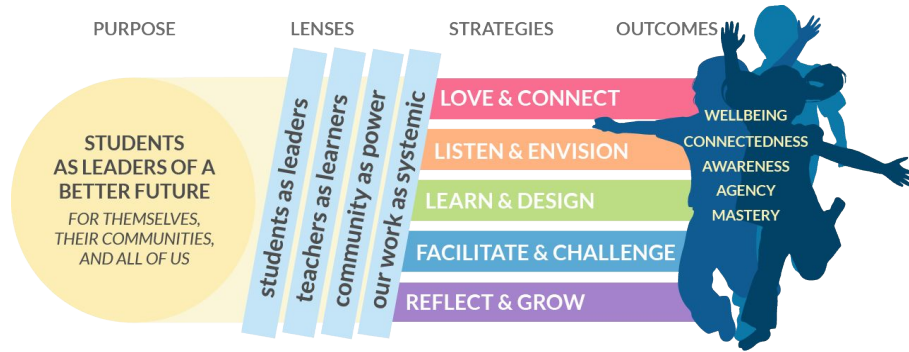 PURPOSE
LENSES
STRATEGIES
OUTCOMES
STUDENTS
AS LEADERS OF A
BETTER FUTURE
FOR THEMSELVES,
THEIR COMMUNITIES,
AND ALL OF US
students as leaders
teachers as learners
community as power
our work as systemic
LOVE & CONNECT
LISTEN & ENVISION
LEARN & DESIGN
FACILITATE & CHALLENGE
REFLECT & GROW
WELLBEING
CONNECTEDNESS
AWARENESS
AGENCY
MASTERY